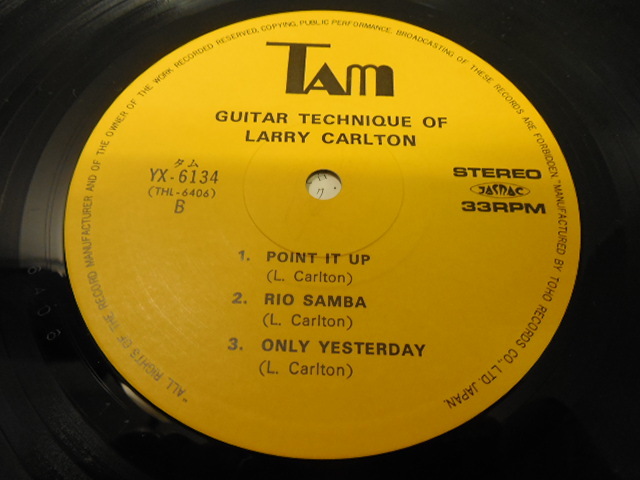 TAM
GUITAR TECHNIQUE OF
LARRY CARLTON
タム
YX-6134
(THL-6406)
B
STEREO
JASRAC
33RPM
1. POINT IT UP
(L. Carlton)
2. RIO SAMBA
(L. Carlton)
3. ONLY YESTERDAY
(L. Carlton)
"ALL RIGHTS OF THE RECORD MANUFACTURER AND OF THE OWNER OF THE WORK RECORDED RESERVED, COPYING, PUBLIC PERFORMANCE, BROADCASTING OF THESE RECORDS ARE FORBIDDEN." MANUFACTURED BY TOHO RECORDS CO., LTD. JAPAN.
6406